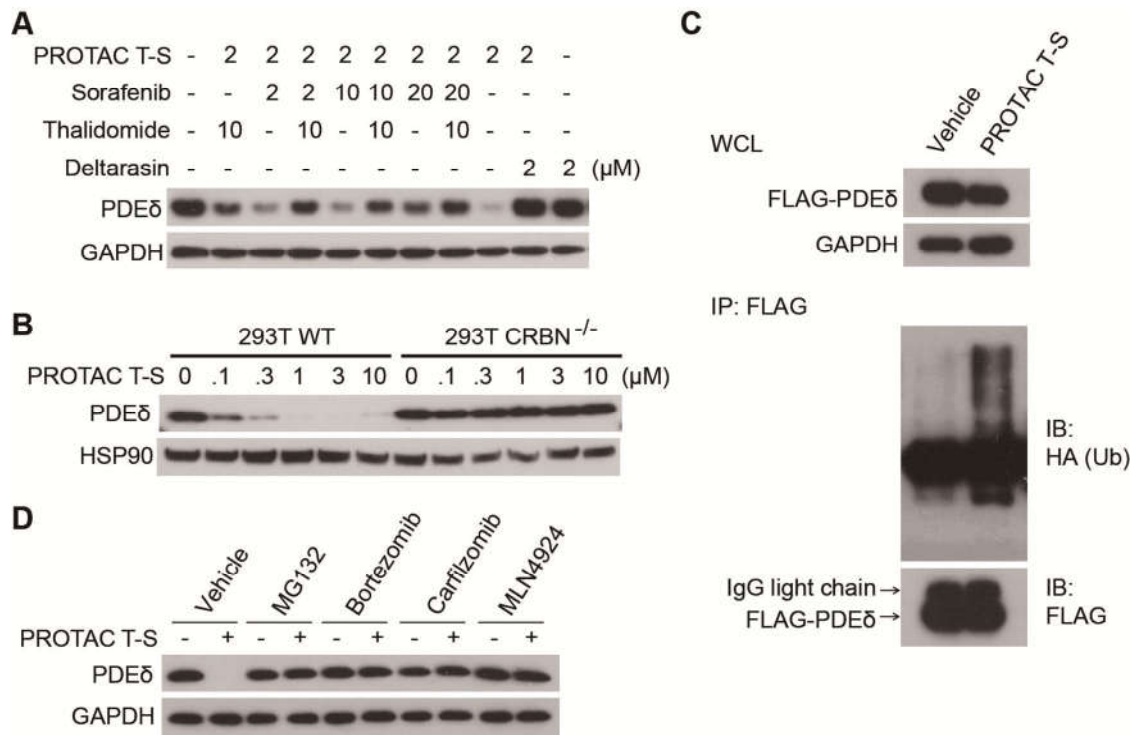 A
PROTAC T-S - 2 2 2 2 2 2 2 2 2 -
Sorafenib - - 2 2 10 10 20 20 - - -
Thalidomide - 10 - 10 - 10 - 10 - - -
Deltarasin - - - - - - - - - 2 2 (µM)
PDEδ
GAPDH
B
293T WT 293T CRBN -/-
PROTAC T-S 0 .1 .3 1 3 10 0 .1 .3 1 3 10 (µM)
PDEδ
HSP90
D
Vehicle MG132 Bortezomib Carfilzomib MLN4924
PROTAC T-S - + - + - + - + - +
PDEδ
GAPDH
C
Vehicle PROTAC T-S
WCL
FLAG-PDEδ
GAPDH
IP: FLAG
IB:
HA (Ub)
IgG light chain
FLAG-PDEδ
IB:
FLAG